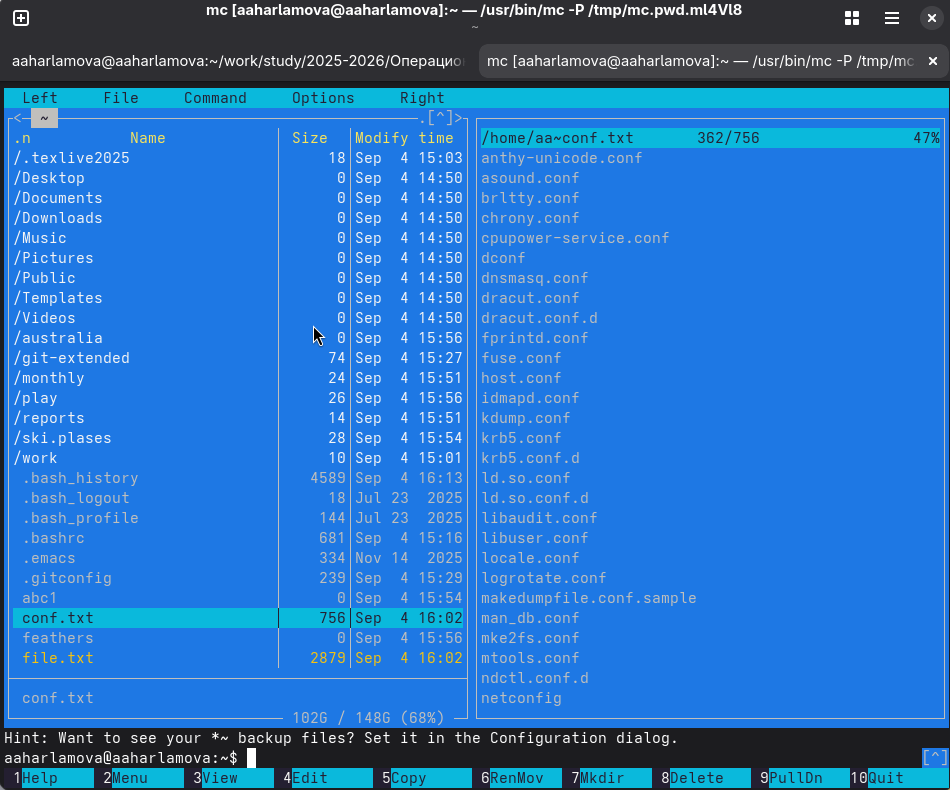 mc [aaharlamova@aaharlamova]:~ — /usr/bin/mc -P /tmp/mc.pwd.ml4Vl8
~
aaharlamova@aaharlamova:~/work/study/2025-2026/Операцио
mc [aaharlamova@aaharlamova]:~ — /usr/bin/mc -P /tmp/mc
Left File Command Options Right
<─ ~ .[^]>
.n Name Size Modify time
/.texlive2025 18 Sep 4 15:03
/Desktop 0 Sep 4 14:50
/Documents 0 Sep 4 14:50
/Downloads 0 Sep 4 14:50
/Music 0 Sep 4 14:50
/Pictures 0 Sep 4 14:50
/Public 0 Sep 4 14:50
/Templates 0 Sep 4 14:50
/Videos 0 Sep 4 14:50
/australia 0 Sep 4 15:56
/git-extended 74 Sep 4 15:27
/monthly 24 Sep 4 15:51
/play 26 Sep 4 15:56
/reports 14 Sep 4 15:51
/ski.plases 28 Sep 4 15:54
/work 10 Sep 4 15:01
.bash_history 4589 Sep 4 16:13
.bash_logout 18 Jul 23 2025
.bash_profile 144 Jul 23 2025
.bashrc 681 Sep 4 15:16
.emacs 334 Nov 14 2025
.gitconfig 239 Sep 4 15:29
abc1 0 Sep 4 15:54
conf.txt 756 Sep 4 16:02
feathers 0 Sep 4 15:56
file.txt 2879 Sep 4 16:02
conf.txt
102G / 148G (68%)
/home/aa~conf.txt 362/756 47%
anthy-unicode.conf
asound.conf
brltty.conf
chrony.conf
cpupower-service.conf
dconf
dnsmasq.conf
dracut.conf
dracut.conf.d
fprintd.conf
fuse.conf
host.conf
idmapd.conf
kdump.conf
krb5.conf
krb5.conf.d
ld.so.conf
ld.so.conf.d
libaudit.conf
libuser.conf
locale.conf
logrotate.conf
makedumpfile.conf.sample
man_db.conf
mke2fs.conf
mtools.conf
ndctl.conf.d
netconfig
Hint: Want to see your *~ backup files? Set it in the Configuration dialog.
aaharlamova@aaharlamova:~$ [^]
1Help 2Menu 3View 4Edit 5Copy 6RenMov 7Mkdir 8Delete 9PullDn 10Quit